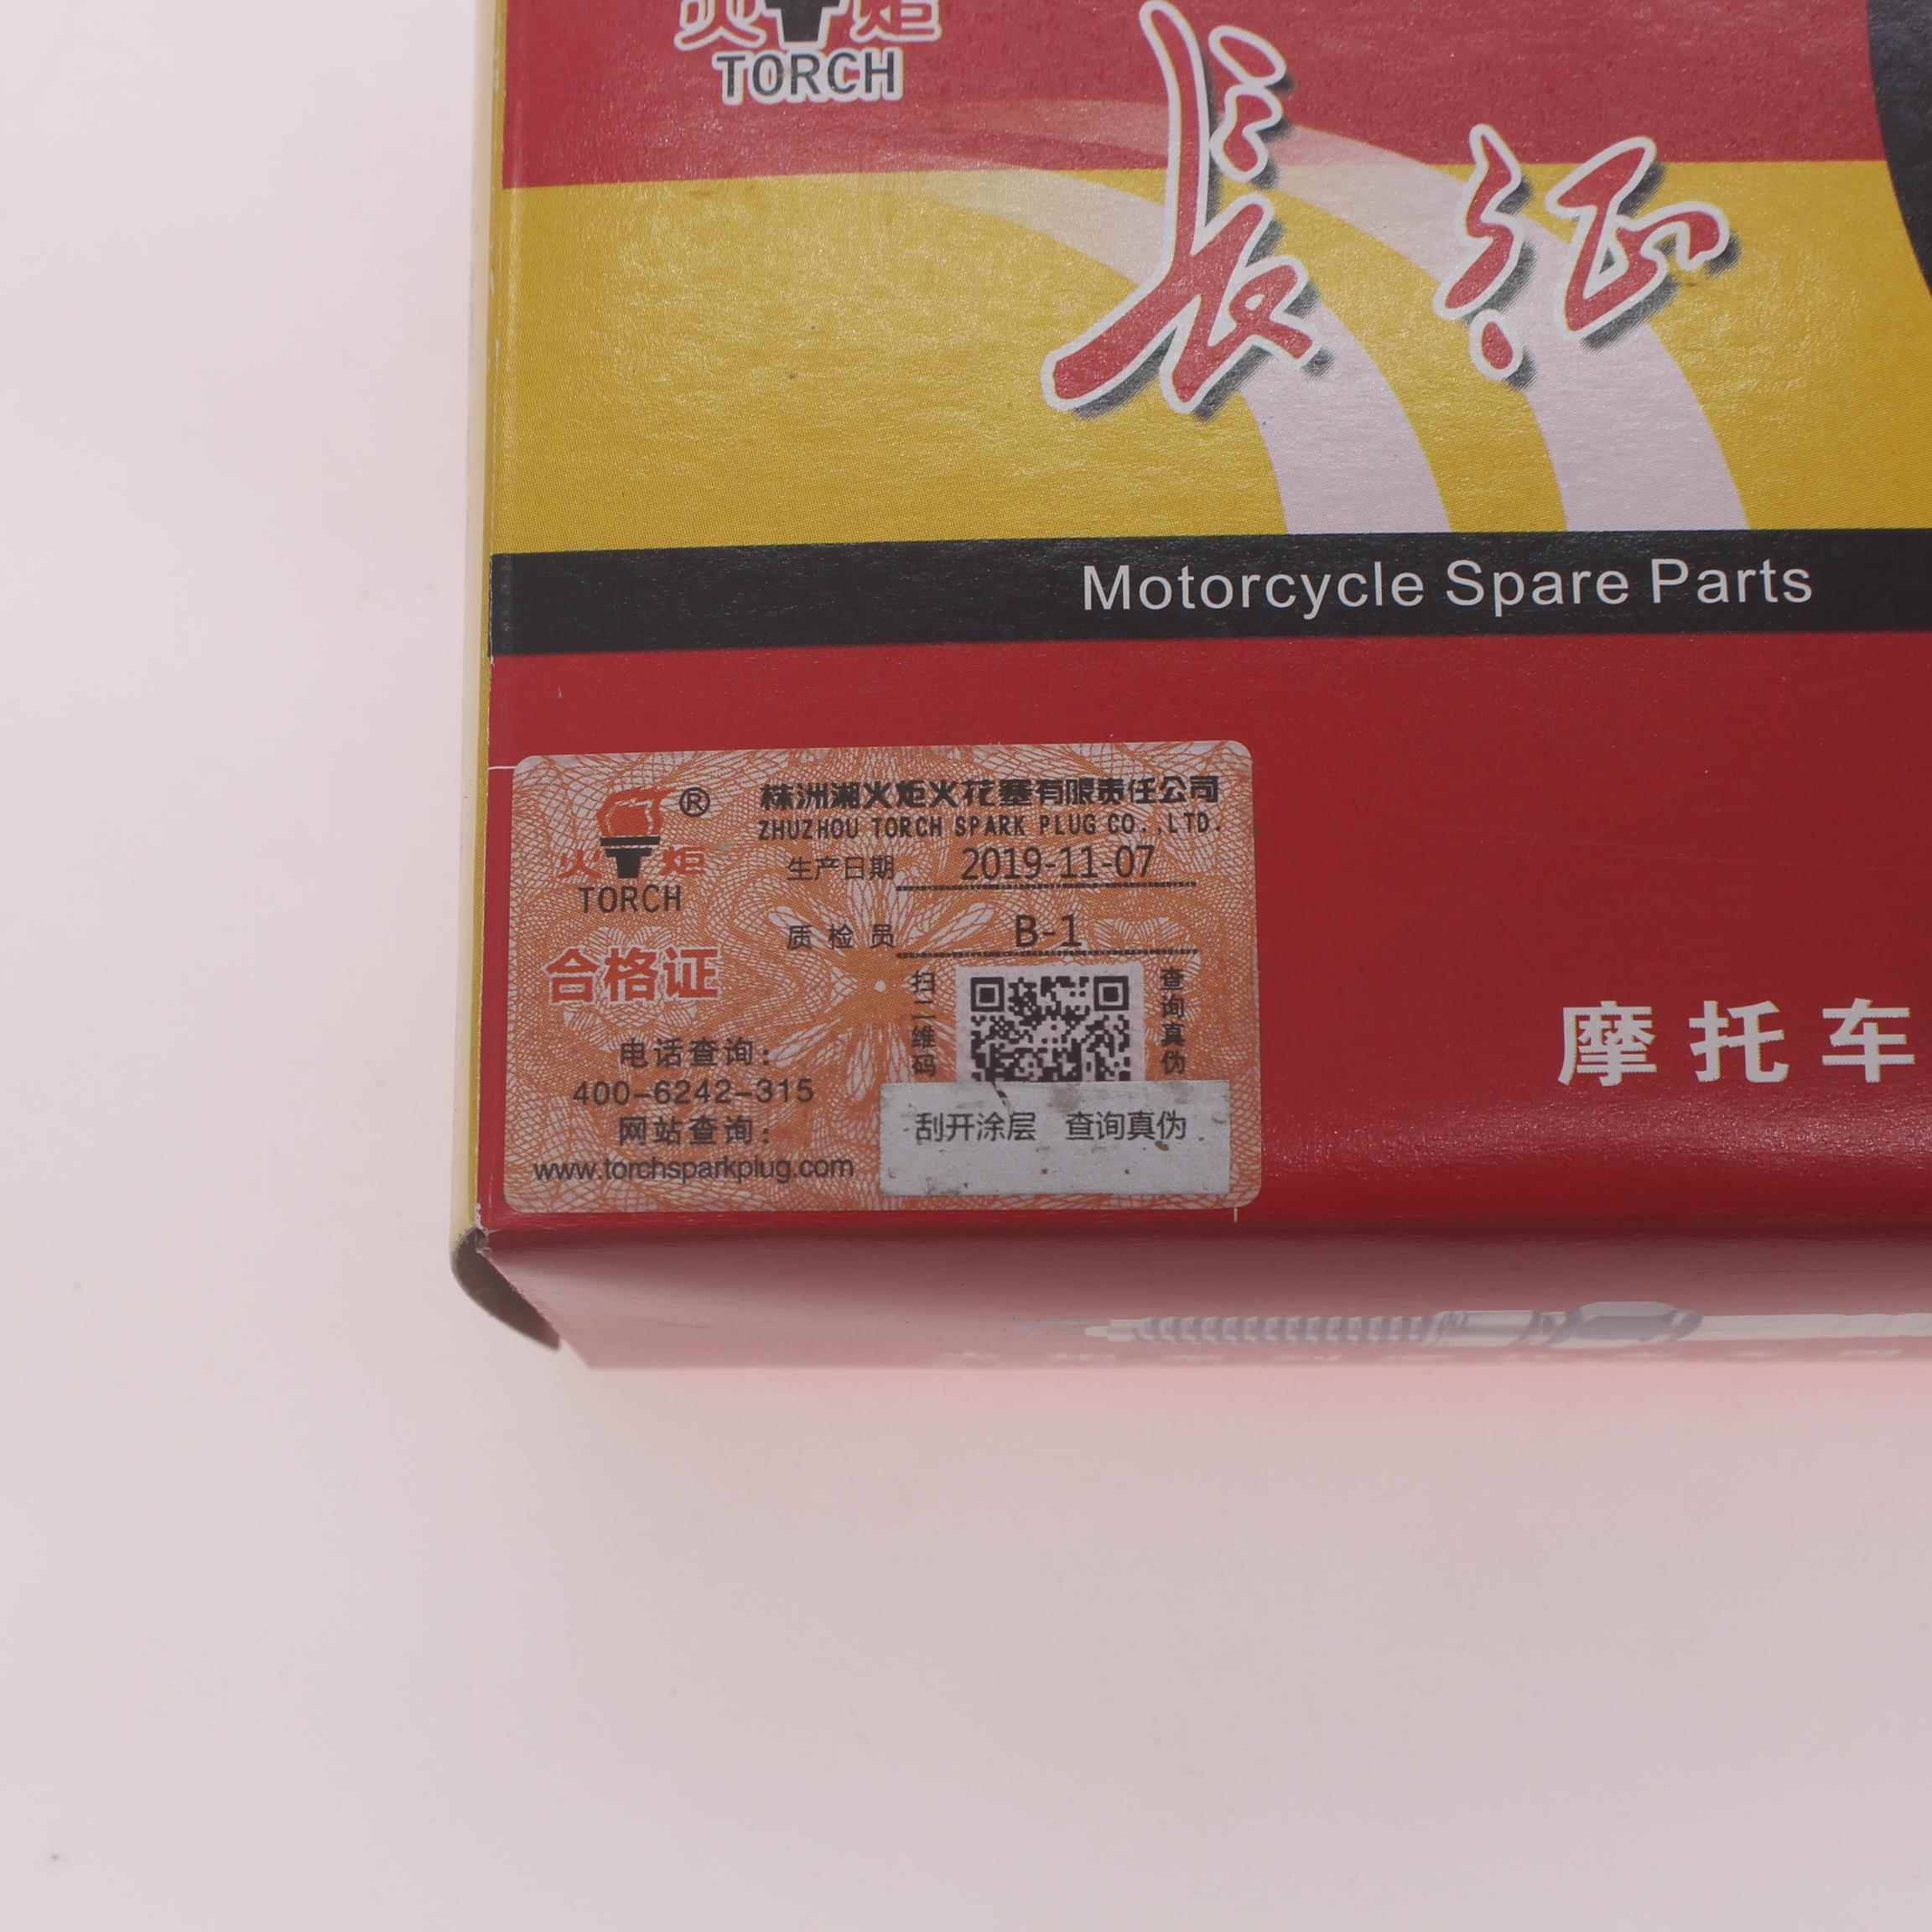 火炬
TORCH
长征
Motorcycle Spare Parts
®
火炬
TORCH
合格证
株洲湘火炬火花塞有限责任公司
ZHUZHOU TORCH SPARK PLUG CO.,LTD.
生产日期 2019-11-07
质检员 B-1
扫二维码
查询真伪
电话查询：
400-6242-315
网站查询：
www.torchsparkplug.com
刮开涂层 查询真伪
摩托车